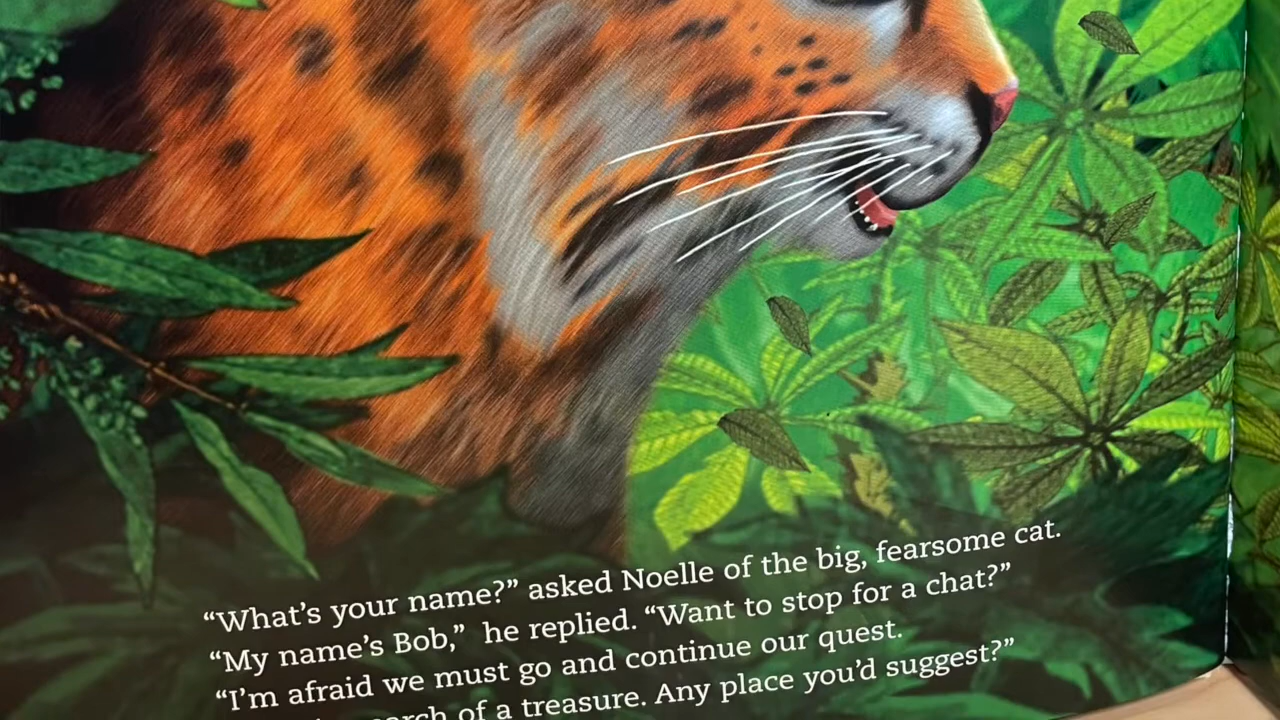 “What’s your name?” asked Noelle of the big, fearsome cat.
“My name’s Bob,”  he replied. “Want to stop for a chat?”
“I’m afraid we must go and continue our quest.
of a treasure. Any place you’d suggest?”